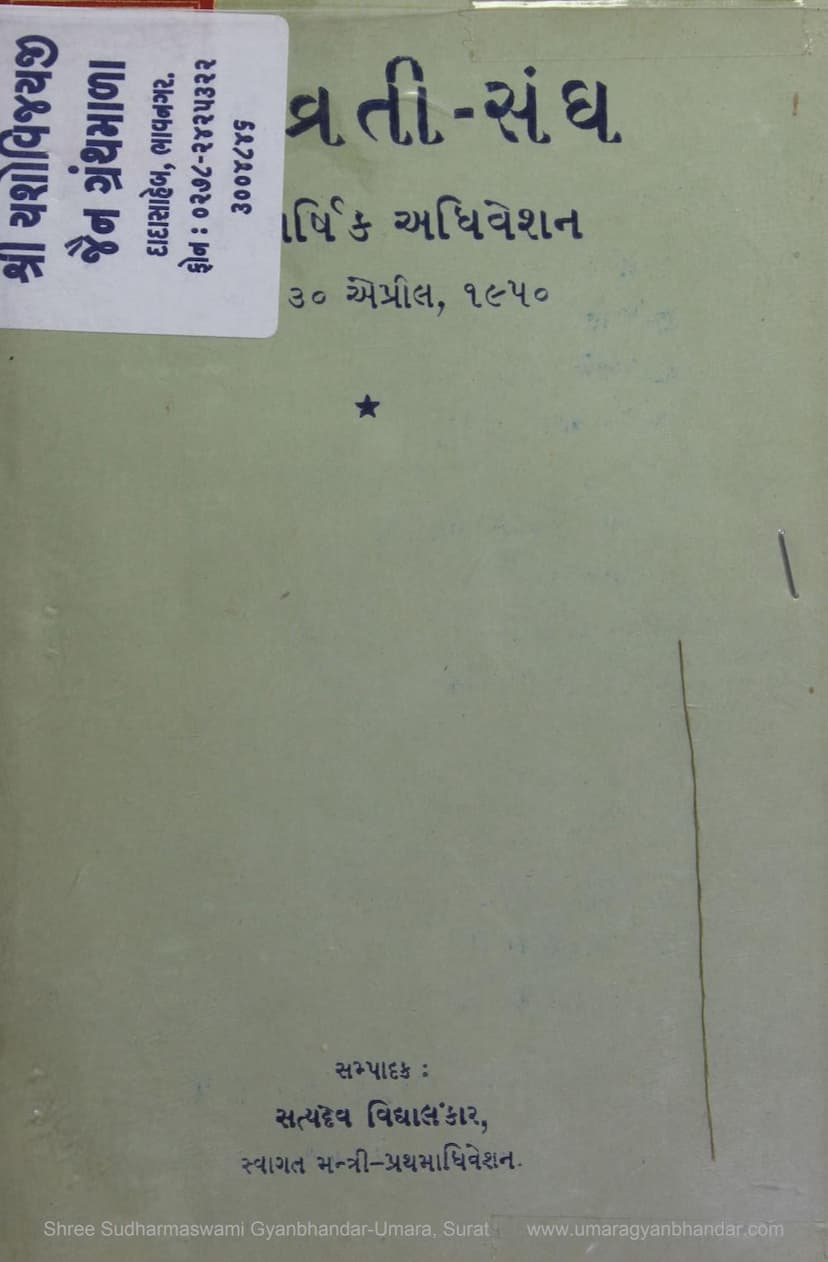 શ્રી યશોવિજયજી
જૈન ગ્રંથમાળા
દાદાસાહેબ, ભાવનગર.
ફોન : ૦૨૭૮-૨૪૨૫૩૨૨
૩૦૦૪૮૪૬
વ્રતી-સંઘ
ર્ષિક અધિવેશન
૩૦ એપ્રીલ, ૧૯૫૦
★
સમ્પાદક :
સત્યદેવ વિદ્યાલંકાર,
સ્વાગત મન્ત્રી–પ્રથમાધિવેશન.
Shree Sudharmaswami Gyanbhandar-Umara, Surat www.umaragyanbhandar.com